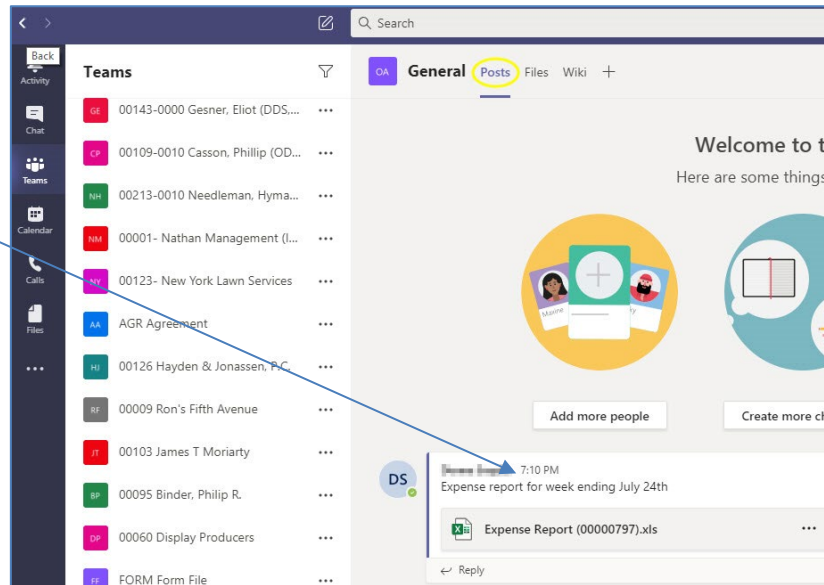 Search
Back
Activity
Chat
Teams
Calendar
Calls
Files
Teams
GE 00143-0000 Gesner, Eliot (DDS,... ...
CP 00109-0010 Casson, Phillip (OD... ...
NH 00213-0010 Needleman, Hyma... ...
NM 00001- Nathan Management (I... ...
NY 00123- New York Lawn Services ...
AA AGR Agreement ...
HJ 00126 Hayden & Jonassen, P.C. ...
RF 00009 Ron's Fifth Avenue ...
JT 00103 James T Moriarty ...
BP 00095 Binder, Philip R. ...
DP 00060 Display Producers ...
FF FORM Form File ...
OA General Posts Files Wiki +
Welcome to t
Here are some things
Maxine
Add more people
Create more ch
DS
7:10 PM
Expense report for week ending July 24th
Expense Report (00000797).xls ...
Reply